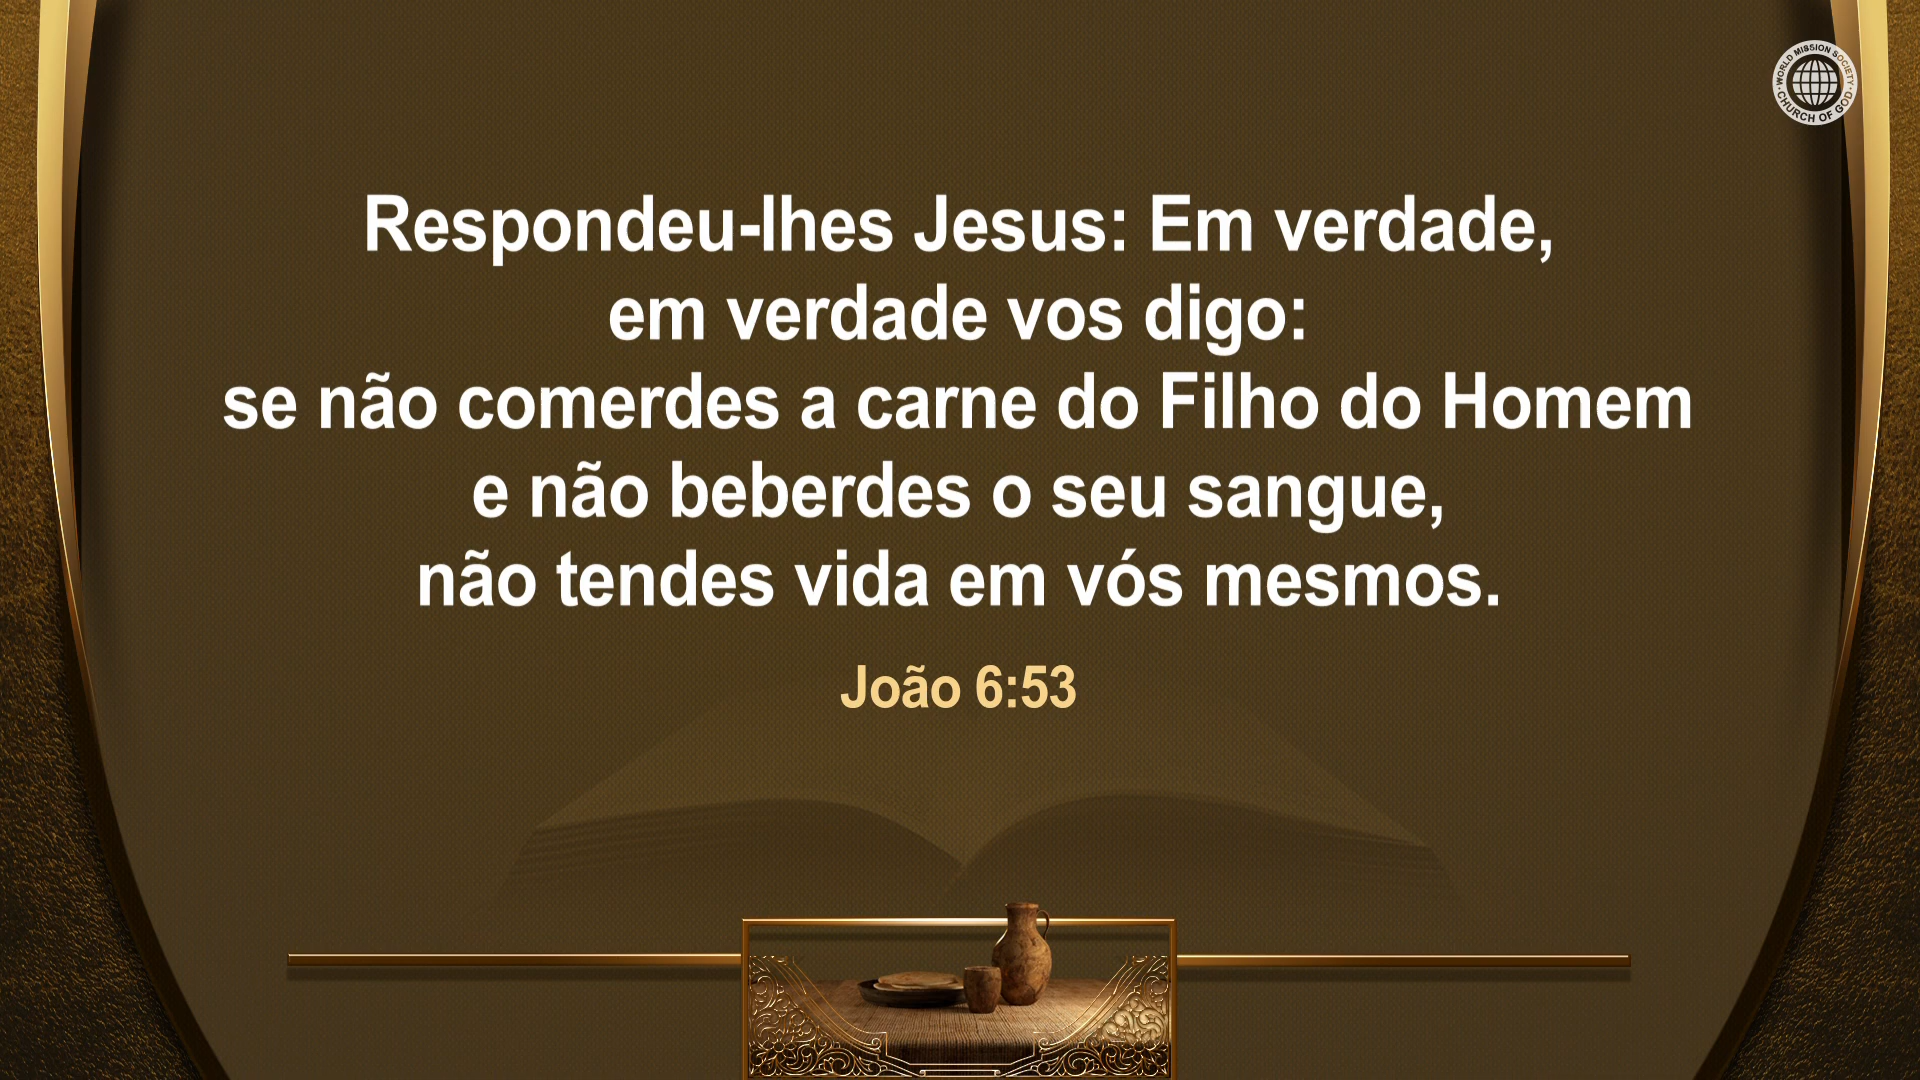 WORLD MISSION SOCIETY
CHURCH OF GOD
Respondeu-lhes Jesus: Em verdade,
em verdade vos digo:
se não comerdes a carne do Filho do Homem
e não beberdes o seu sangue,
não tendes vida em vós mesmos.
João 6:53